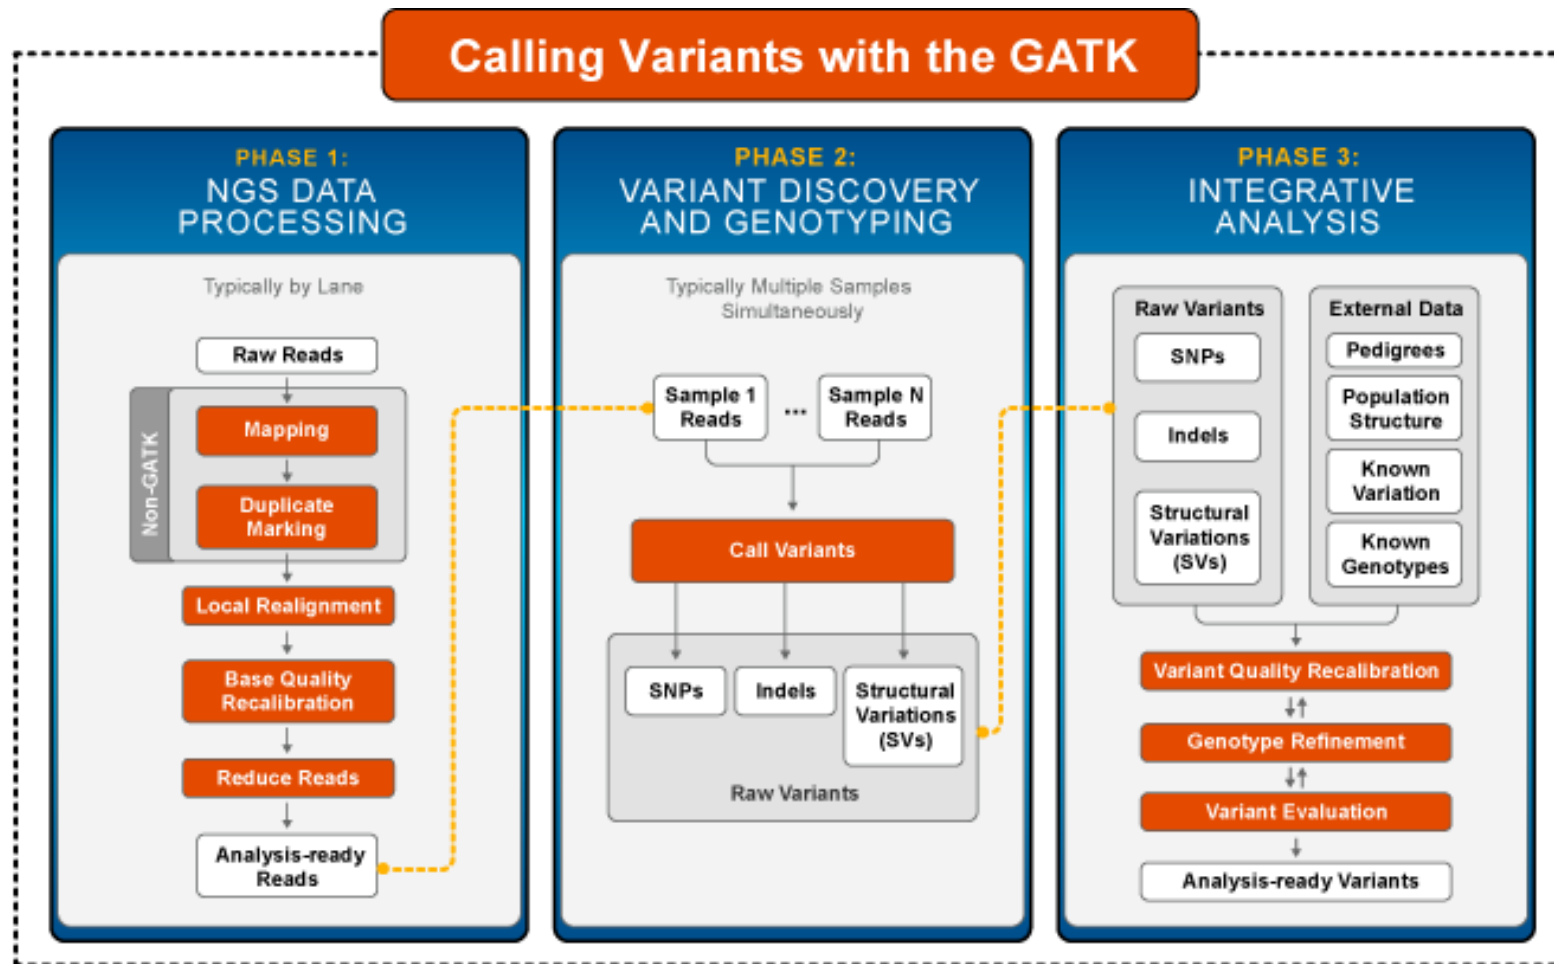 Calling Variants with the GATK
PHASE 1:
NGS DATA
PROCESSING
Typically by Lane
Raw Reads
Non-GATK
Mapping
Duplicate
Marking
Local Realignment
Base Quality
Recalibration
Reduce Reads
Analysis-ready
Reads
PHASE 2:
VARIANT DISCOVERY
AND GENOTYPING
Typically Multiple Samples
Simultaneously
Sample 1
Reads
...
Sample N
Reads
Call Variants
SNPs
Indels
Structural
Variations
(SVs)
Raw Variants
PHASE 3:
INTEGRATIVE
ANALYSIS
Raw Variants
SNPs
Indels
Structural
Variations
(SVs)
External Data
Pedigrees
Population
Structure
Known
Variation
Known
Genotypes
Variant Quality Recalibration
Genotype Refinement
Variant Evaluation
Analysis-ready Variants